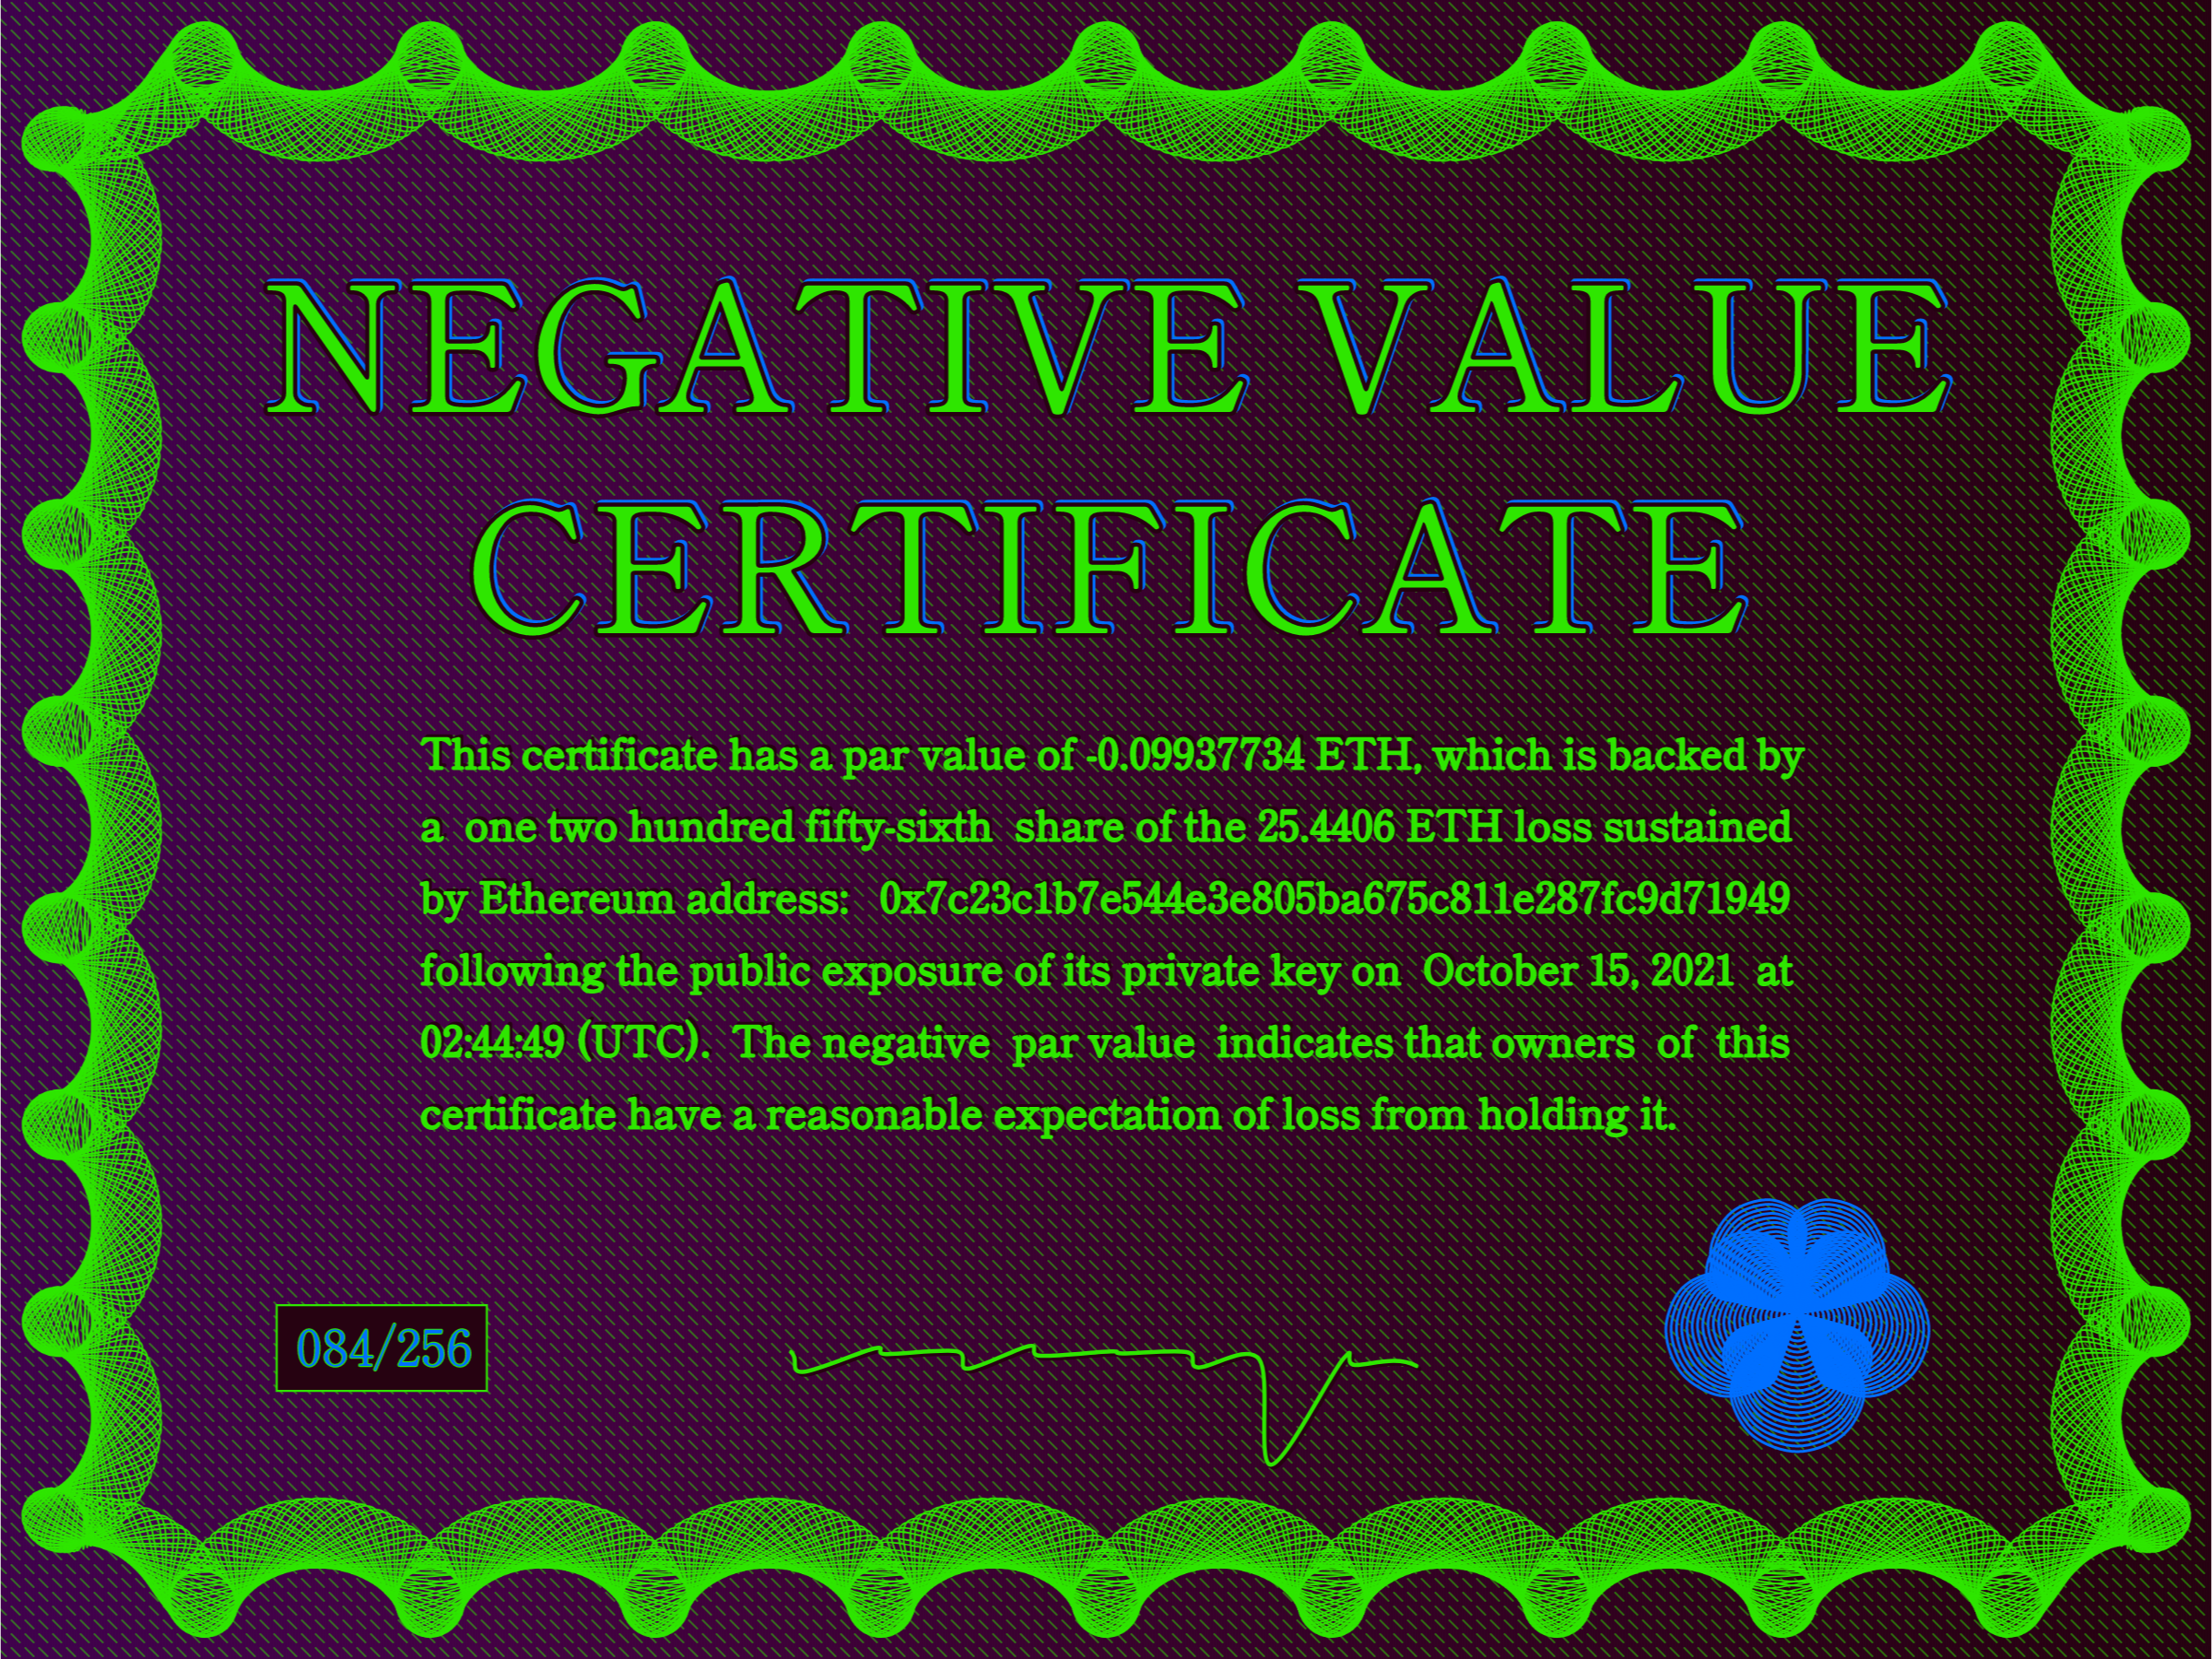 NEGATIVE VALUE
CERTIFICATE
This certificate has a par value of -0.09937734 ETH, which is backed by
a one two hundred fifty-sixth share of the 25.4406 ETH loss sustained
by Ethereum address: 0x7c23c1b7e544e3e805ba675c811e287fc9d71949
following the public exposure of its private key on October 15, 2021 at
02:44:49 (UTC). The negative par value indicates that owners of this
certificate have a reasonable expectation of loss from holding it.
084/256